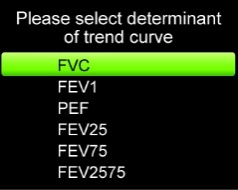 Please select determinant
of trend curve
FVC
FEV1
PEF
FEV25
FEV75
FEV2575